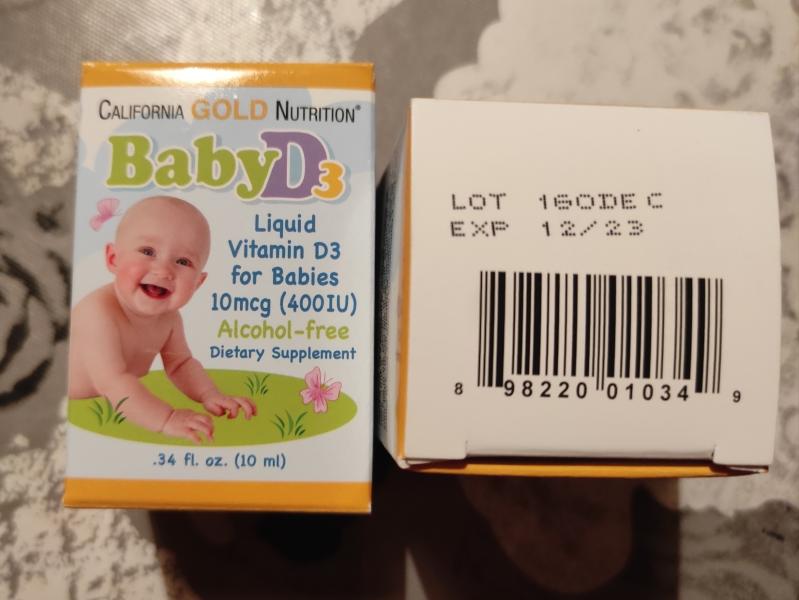 CALIFORNIA GOLD NUTRITION®
BabyD3
Liquid
Vitamin D3
for Babies
10mcg (400IU)
Alcohol-free
Dietary Supplement
.34 fl. oz. (10 ml)
LOT 160DEC
EXP 12/23
8 98220 01034 9